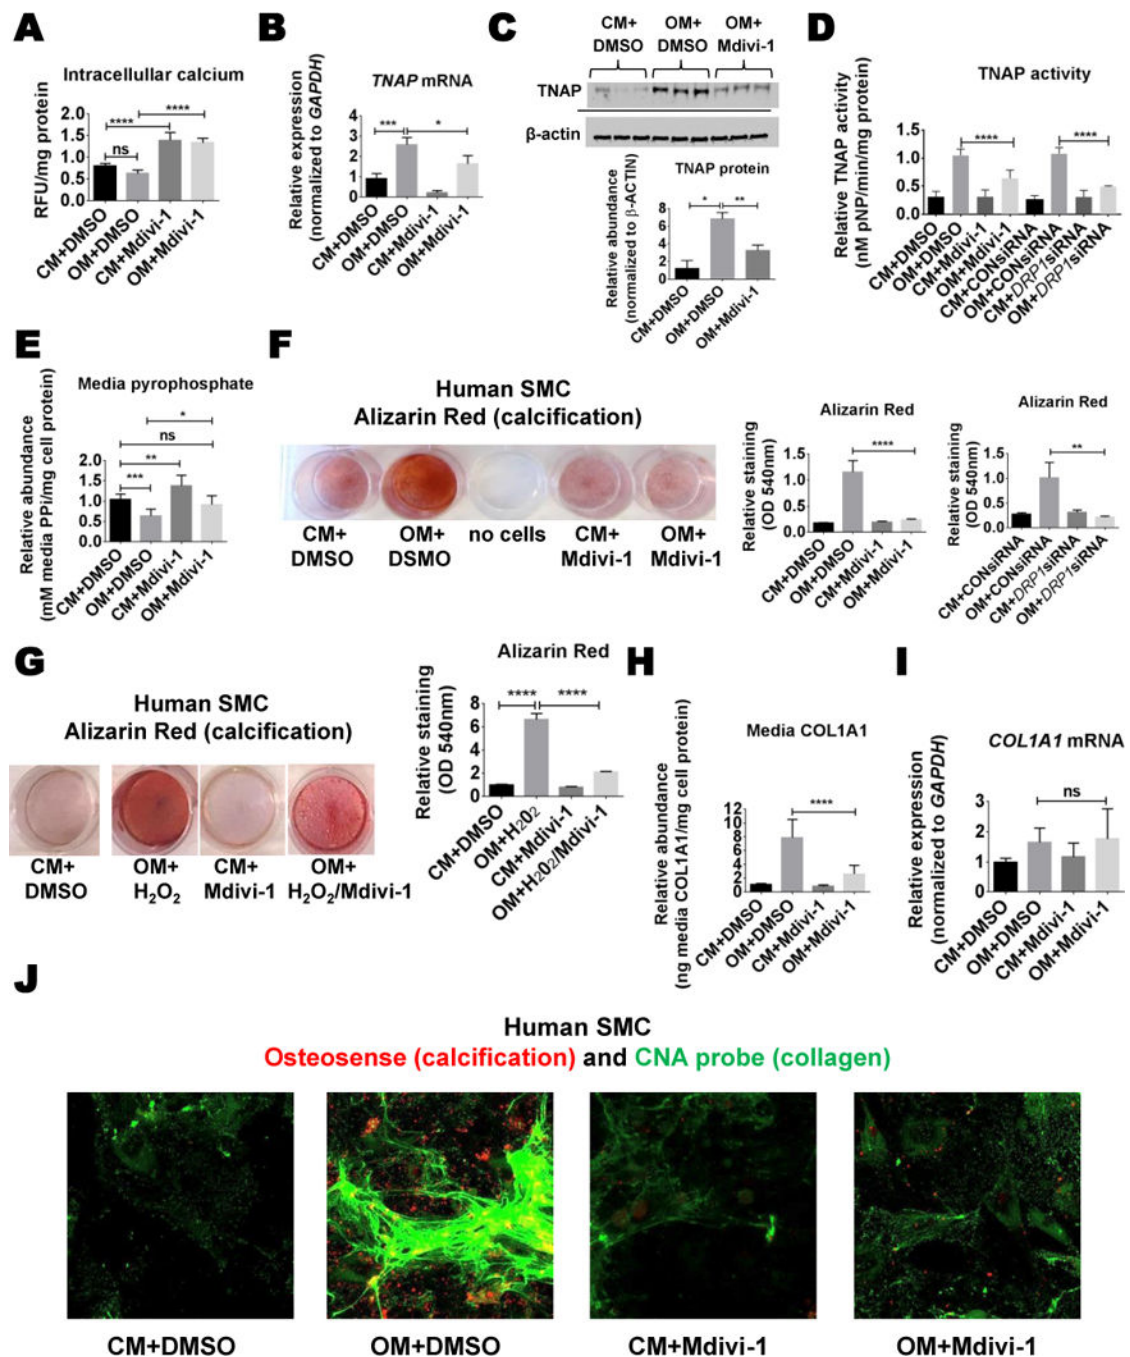 A
Intracellular calcium
RFU/mg protein
2.0
1.5
1.0
0.5
0.0
ns
****
****
CM+DMSO
OM+DMSO
CM+Mdivi-1
OM+Mdivi-1
B
TNAP mRNA
Relative expression
(normalized to GAPDH)
4
3
2
1
0
***
*
CM+DMSO
OM+DMSO
CM+Mdivi-1
OM+Mdivi-1
C
CM+ OM+ OM+
DMSO DMSO Mdivi-1
TNAP
β-actin
TNAP protein
Relative abundance
(normalized to β-ACTIN)
8
6
4
2
0
*
**
CM+DMSO
OM+DMSO
OM+Mdivi-1
D
TNAP activity
Relative TNAP activity
(nM pNP/min/mg protein)
1.5
1.0
0.5
0.0
****
****
CM+DMSO
OM+DMSO
CM+Mdivi-1
OM+Mdivi-1
CM+CONsiRNA
OM+CONsiRNA
CM+DRP1siRNA
OM+DRP1siRNA
E
Media pyrophosphate
Relative abundance
(mM media PPi/mg cell protein)
2.0
1.5
1.0
0.5
0.0
*
ns
**
***
CM+DMSO
OM+DMSO
CM+Mdivi-1
OM+Mdivi-1
F
Human SMC
Alizarin Red (calcification)
CM+ OM+ no cells CM+ OM+
DMSO DSMO Mdivi-1 Mdivi-1
Alizarin Red
Relative staining
(OD 540nm)
2.0
1.5
1.0
0.5
0.0
****
CM+DMSO
OM+DMSO
CM+Mdivi-1
OM+Mdivi-1
Alizarin Red
Relative staining
(OD 540nm)
2.0
1.5
1.0
0.5
0.0
**
CM+CONsiRNA
OM+CONsiRNA
CM+DRP1siRNA
OM+DRP1siRNA
G
Human SMC
Alizarin Red (calcification)
CM+ OM+ CM+ OM+
DMSO H₂O₂ Mdivi-1 H₂O₂/Mdivi-1
Alizarin Red
Relative staining
(OD 540nm)
8
6
4
2
0
****
****
CM+DMSO
OM+H₂0₂
CM+Mdivi-1
OM+H₂0₂/Mdivi-1
H
Media COL1A1
Relative abundance
(ng media COL1A1/mg cell protein)
12
10
8
6
4
2
0
****
CM+DMSO
OM+DMSO
CM+Mdivi-1
OM+Mdivi-1
I
COL1A1 mRNA
Relative expression
(normalized to GAPDH)
3
2
1
0
ns
CM+DMSO
OM+DMSO
CM+Mdivi-1
OM+Mdivi-1
J
Human SMC
Osteosense (calcification) and CNA probe (collagen)
CM+DMSO OM+DMSO CM+Mdivi-1 OM+Mdivi-1